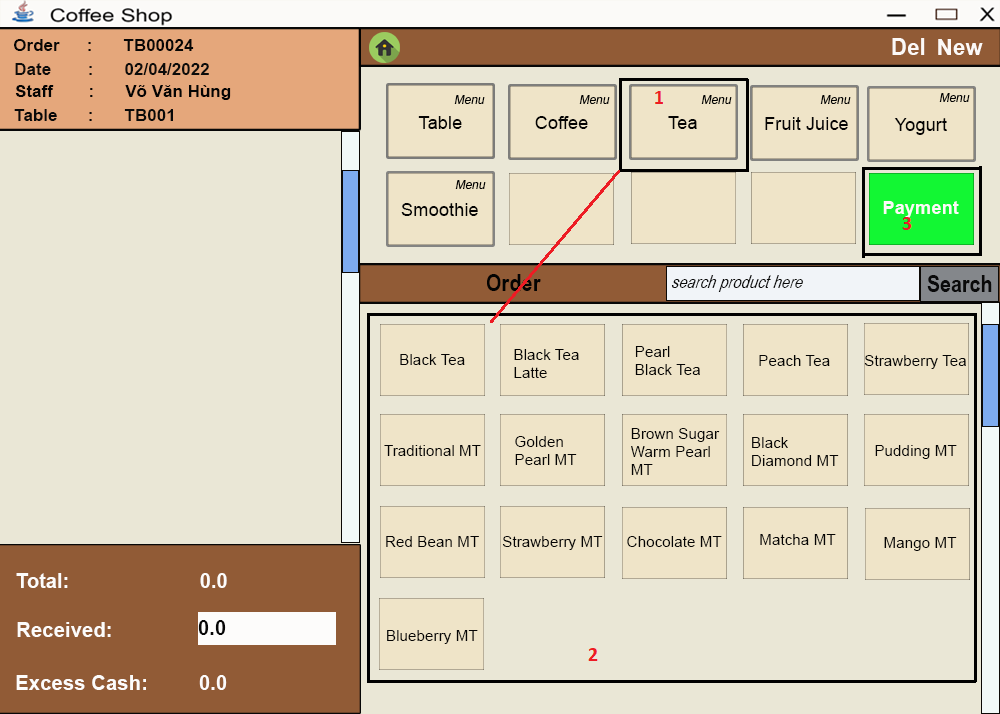 Coffee Shop
Order : TB00024
Date : 02/04/2022
Staff : Võ Văn Hùng
Table : TB001
Del New
Menu
Table
Menu
Coffee
1 Menu
Tea
Menu
Fruit Juice
Menu
Yogurt
Menu
Smoothie
Payment
3
Order
search product here
Search
Black Tea
Black Tea
Latte
Pearl
Black Tea
Peach Tea
Strawberry Tea
Traditional MT
Golden
Pearl MT
Brown Sugar
Warm Pearl
MT
Black
Diamond MT
Pudding MT
Red Bean MT
Strawberry MT
Chocolate MT
Matcha MT
Mango MT
Blueberry MT
2
Total: 0.0
Received: 0.0
Excess Cash: 0.0